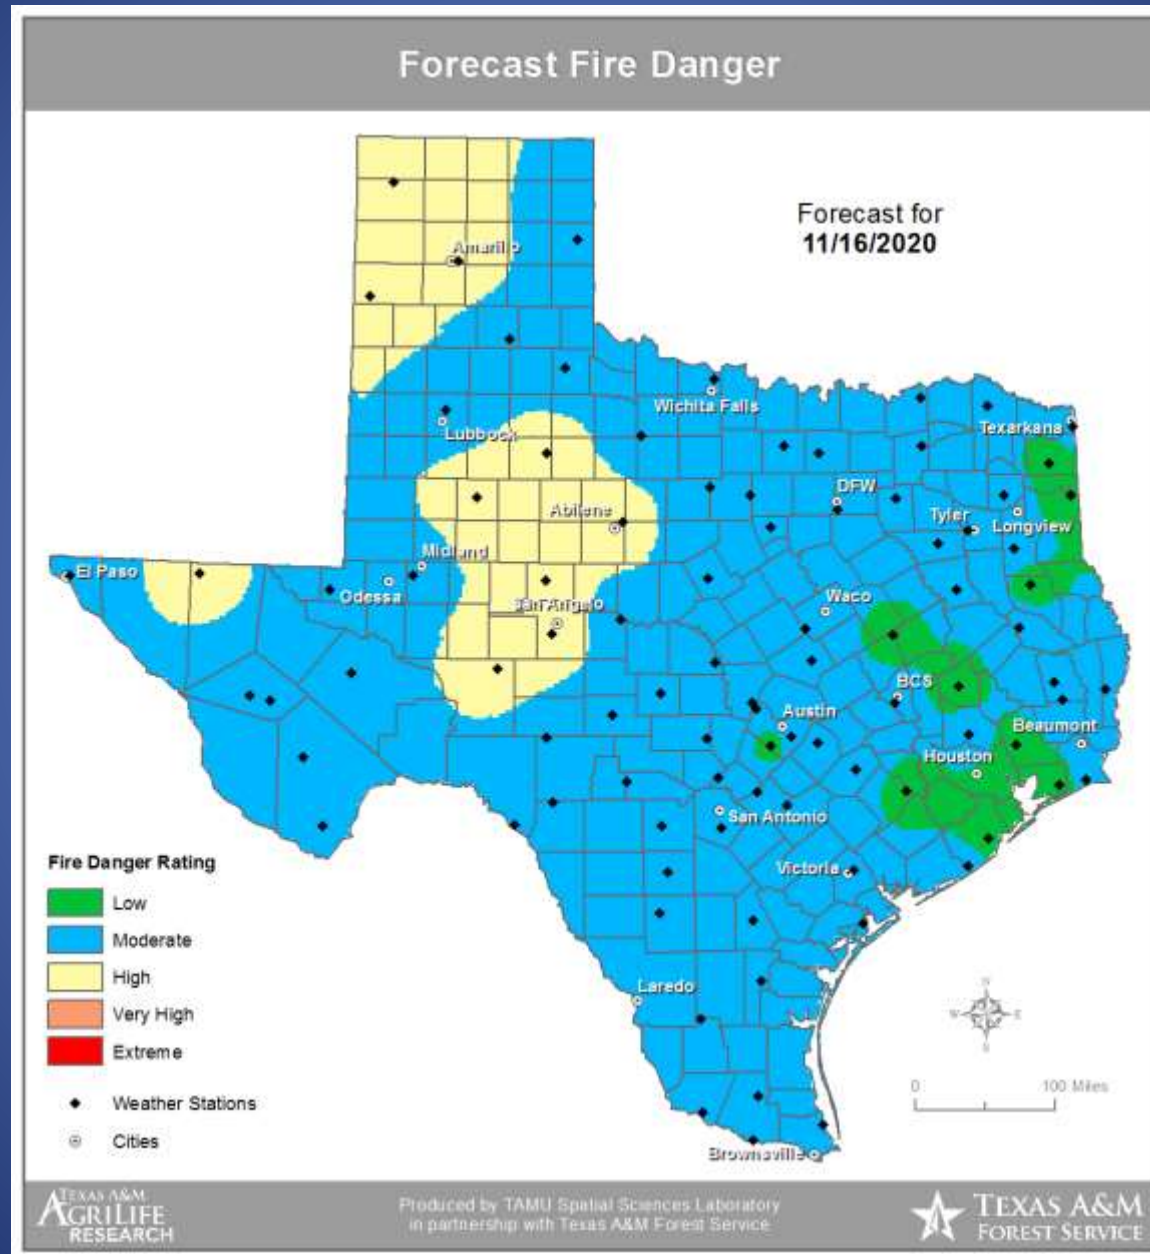 Forecast Fire Danger
Forecast for
11/16/2020
Amarillo
Wichita Falls
Lubbock
Texarkana
DFW
Abilene
Tyler
Longview
Midland
El Paso
Odessa
San Angelo
Waco
BCS
Austin
Beaumont
Houston
San Antonio
Victoria
Laredo
Brownsville
Fire Danger Rating
Low
Moderate
High
Very High
Extreme
Weather Stations
Cities
N
W
E
S
0 100 Miles
TEXAS A&M
AGRILIFE
RESEARCH
Produced by TAMU Spatial Sciences Laboratory
in partnership with Texas A&M Forest Service
TEXAS A&M
FOREST SERVICE